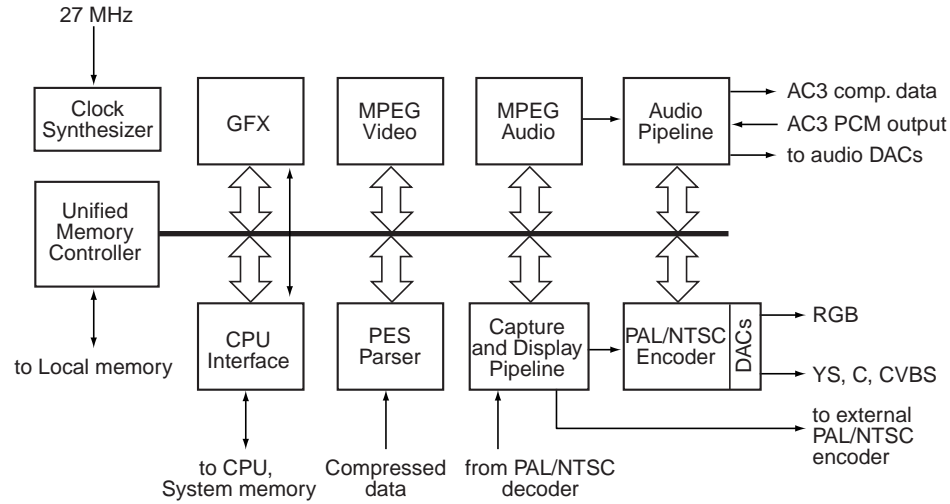 27 MHz
Clock
Synthesizer
GFX
MPEG
Video
MPEG
Audio
Audio
Pipeline
AC3 comp. data
AC3 PCM output
to audio DACs
Unified
Memory
Controller
to Local memory
CPU
Interface
PES
Parser
Capture
and Display
Pipeline
PAL/NTSC
Encoder
DACs
RGB
YS, C, CVBS
to external
PAL/NTSC
encoder
to CPU,
System memory
Compressed
data
from PAL/NTSC
decoder